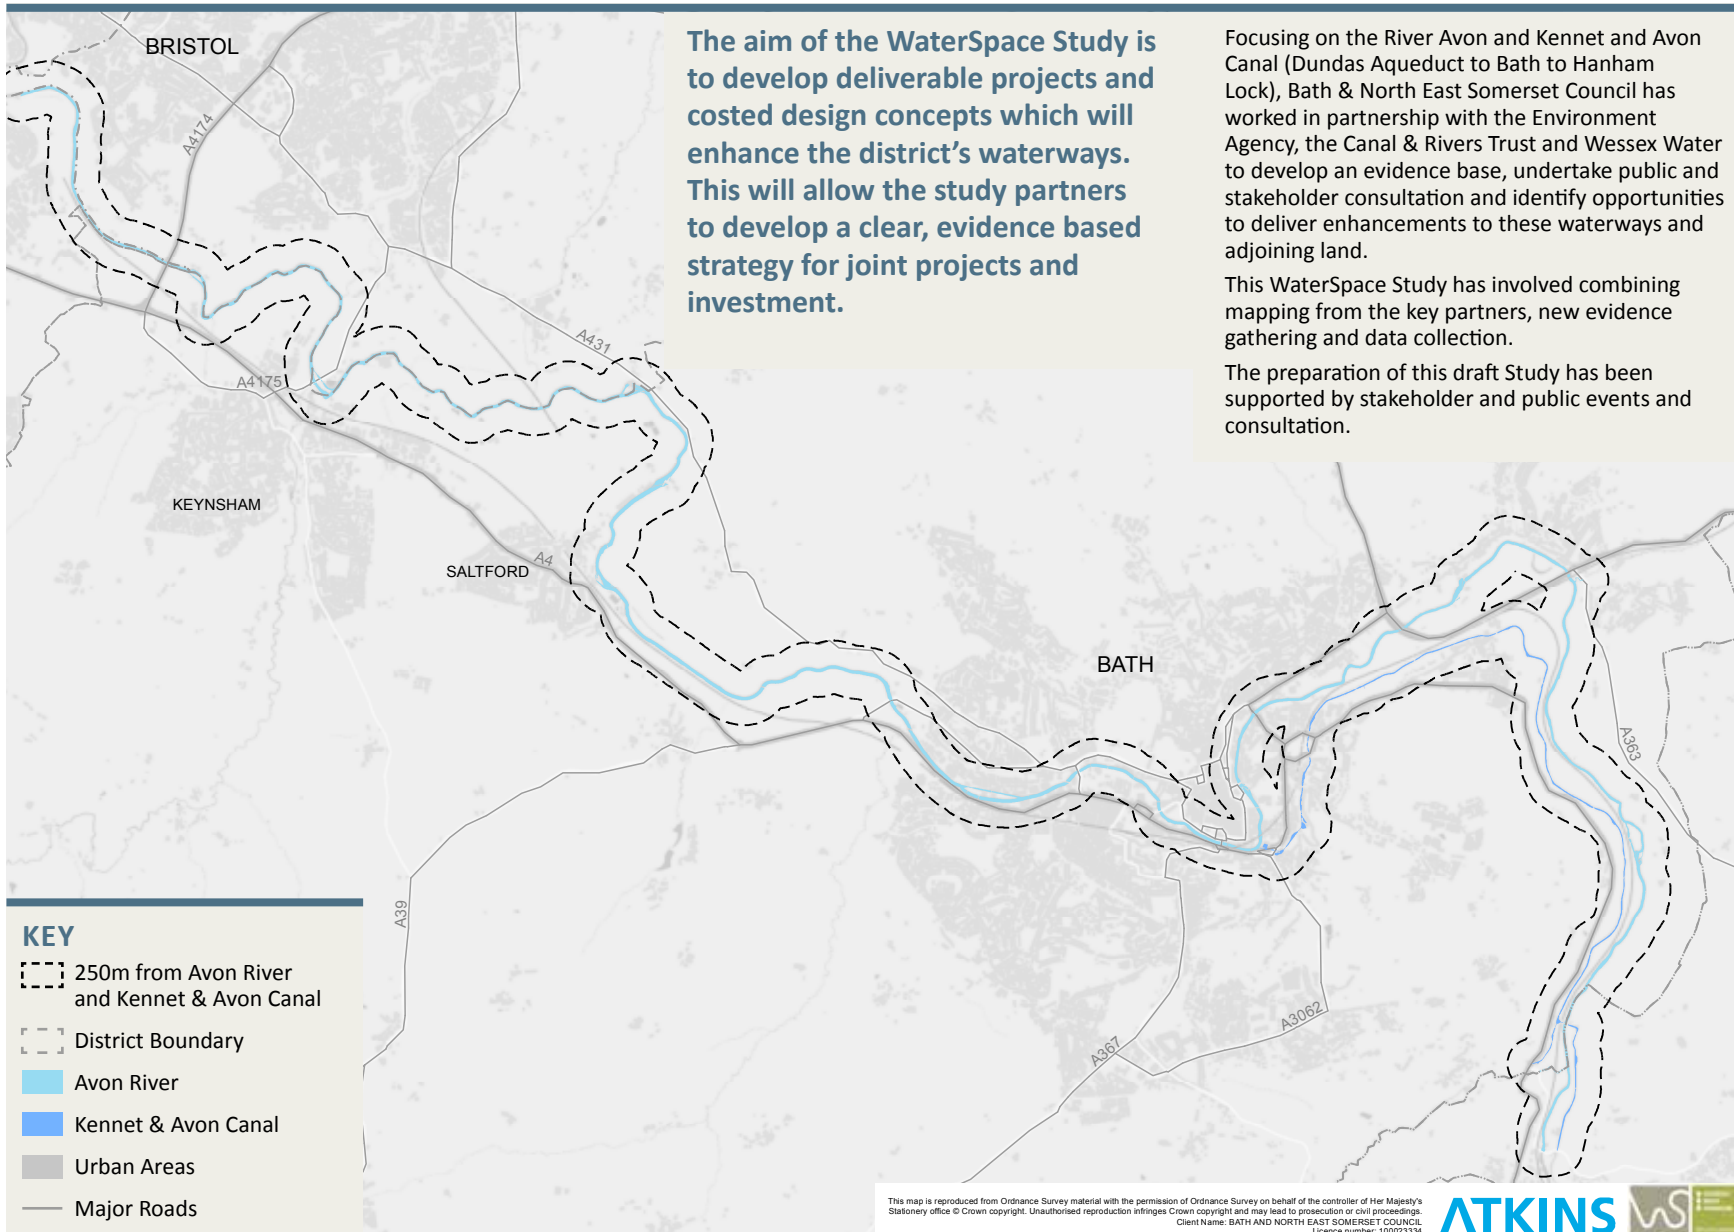 BRISTOL
A4174
The aim of the WaterSpace Study is
to develop deliverable projects and
costed design concepts which will
enhance the district’s waterways.
This will allow the study partners
to develop a clear, evidence based
strategy for joint projects and
investment.
Focusing on the River Avon and Kennet and Avon
Canal (Dundas Aqueduct to Bath to Hanham
Lock), Bath & North East Somerset Council has
worked in partnership with the Environment
Agency, the Canal & Rivers Trust and Wessex Water
to develop an evidence base, undertake public and
stakeholder consultation and identify opportunities
to deliver enhancements to these waterways and
adjoining land.
This WaterSpace Study has involved combining
mapping from the key partners, new evidence
gathering and data collection.
The preparation of this draft Study has been
supported by stakeholder and public events and
consultation.
A431
A4175
KEYNSHAM
SALTFORD
A4
BATH
A363
A39
A3062
A367
KEY
250m from Avon River
and Kennet & Avon Canal
District Boundary
Avon River
Kennet & Avon Canal
Urban Areas
Major Roads
This map is reproduced from Ordnance Survey material with the permission of Ordnance Survey on behalf of the controller of Her Majesty's
Stationery office © Crown copyright. Unauthorised reproduction infringes Crown copyright and may lead to prosecution or civil proceedings.
Client Name: BATH AND NORTH EAST SOMERSET COUNCIL
Licence number: 100023334
ATKINS